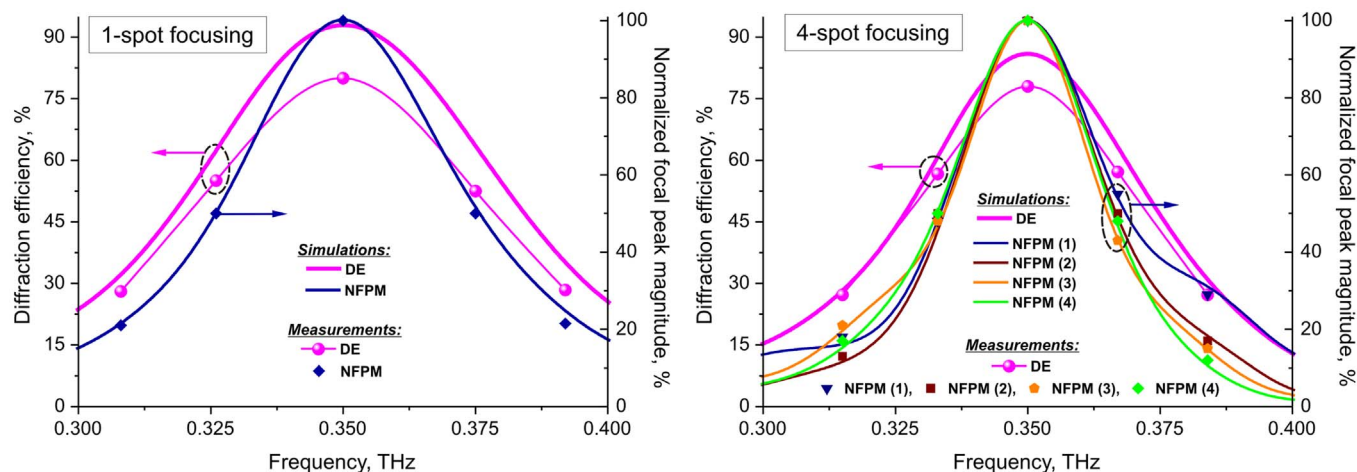 1-spot focusing
Diffraction efficiency, %
90
75
60
45
30
15
0
0.300
0.325
0.350
0.375
0.400
Frequency, THz
100
80
60
40
20
0
Normalized focal peak magnitude, %
Simulations:
DE
NFPM
Measurements:
DE
NFPM
4-spot focusing
Diffraction efficiency, %
90
75
60
45
30
15
0
0.300
0.325
0.350
0.375
0.400
Frequency, THz
100
80
60
40
20
0
Normalized focal peak magnitude, %
Simulations:
DE
NFPM (1)
NFPM (2)
NFPM (3)
NFPM (4)
Measurements:
DE
NFPM (1), NFPM (2), NFPM (3), NFPM (4)